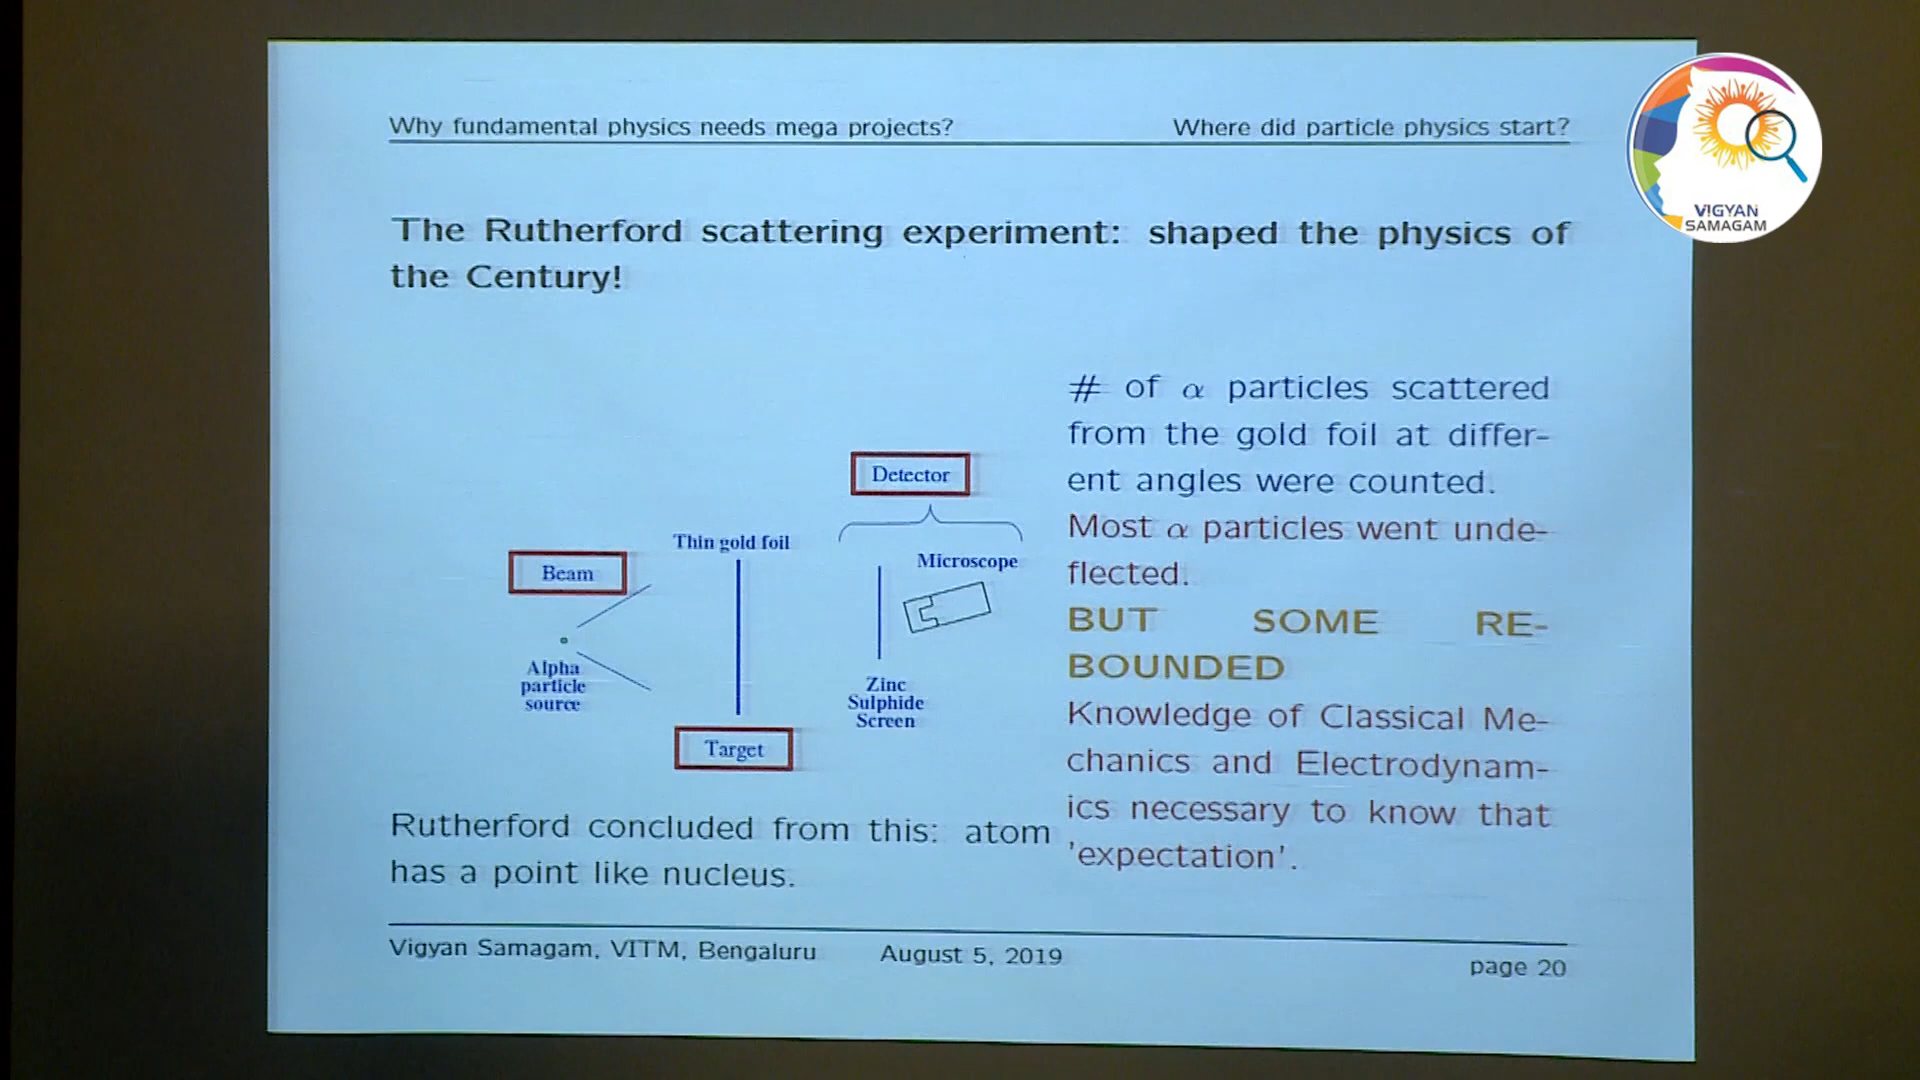 Why fundamental physics needs mega projects?
Where did particle physics start?
VIGYAN
SAMAGAM
The Rutherford scattering experiment: shaped the physics of
the Century!
# of α particles scattered
from the gold foil at differ-
ent angles were counted.
Most α particles went unde-
flected.
BUT SOME RE-
BOUNDED
Knowledge of Classical Me-
chanics and Electrodynam-
ics necessary to know that
'expectation'.
Detector
Thin gold foil
Microscope
Beam
Alpha
particle
source
Zinc
Sulphide
Screen
Target
Rutherford concluded from this: atom
has a point like nucleus.
Vigyan Samagam, VITM, Bengaluru
August 5, 2019
page 20